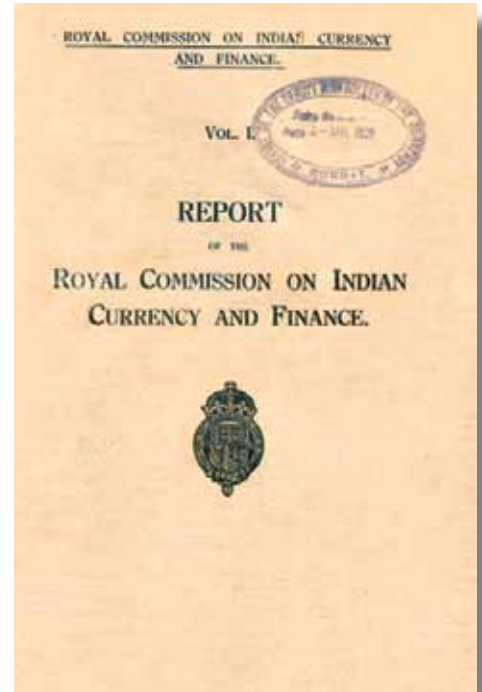 ROYAL COMMISSION ON INDIAN CURRENCY
AND FINANCE.
VOL. I.
REPORT
OF THE
ROYAL COMMISSION ON INDIAN
CURRENCY AND FINANCE.